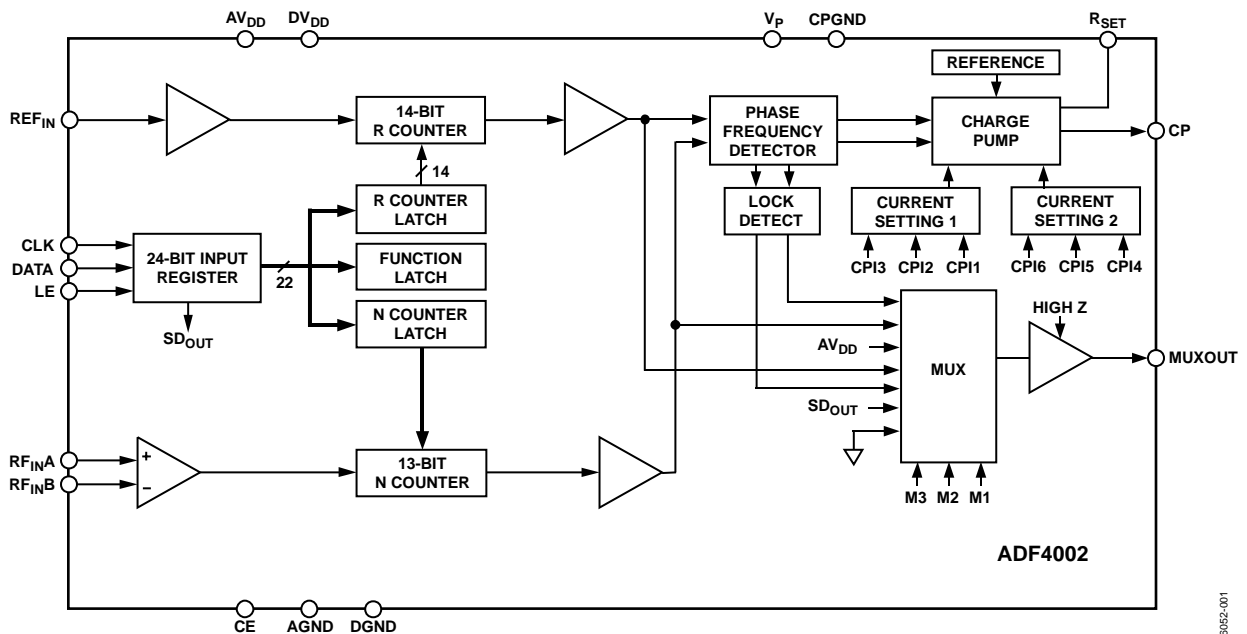 AVDD
DVDD
VP
CPGND
RSET
REFERENCE
REFIN
14-BIT
R COUNTER
PHASE
FREQUENCY
DETECTOR
CHARGE
PUMP
CP
14
R COUNTER
LATCH
LOCK
DETECT
CURRENT
SETTING 1
CURRENT
SETTING 2
CLK
DATA
LE
24-BIT INPUT
REGISTER
22
FUNCTION
LATCH
CPI3
CPI2
CPI1
CPI6
CPI5
CPI4
N COUNTER
LATCH
SDOUT
HIGH Z
AVDD
MUX
MUXOUT
SDOUT
RFINA
+
RFINB
–
13-BIT
N COUNTER
M3
M2
M1
ADF4002
CE
AGND
DGND
6052-001